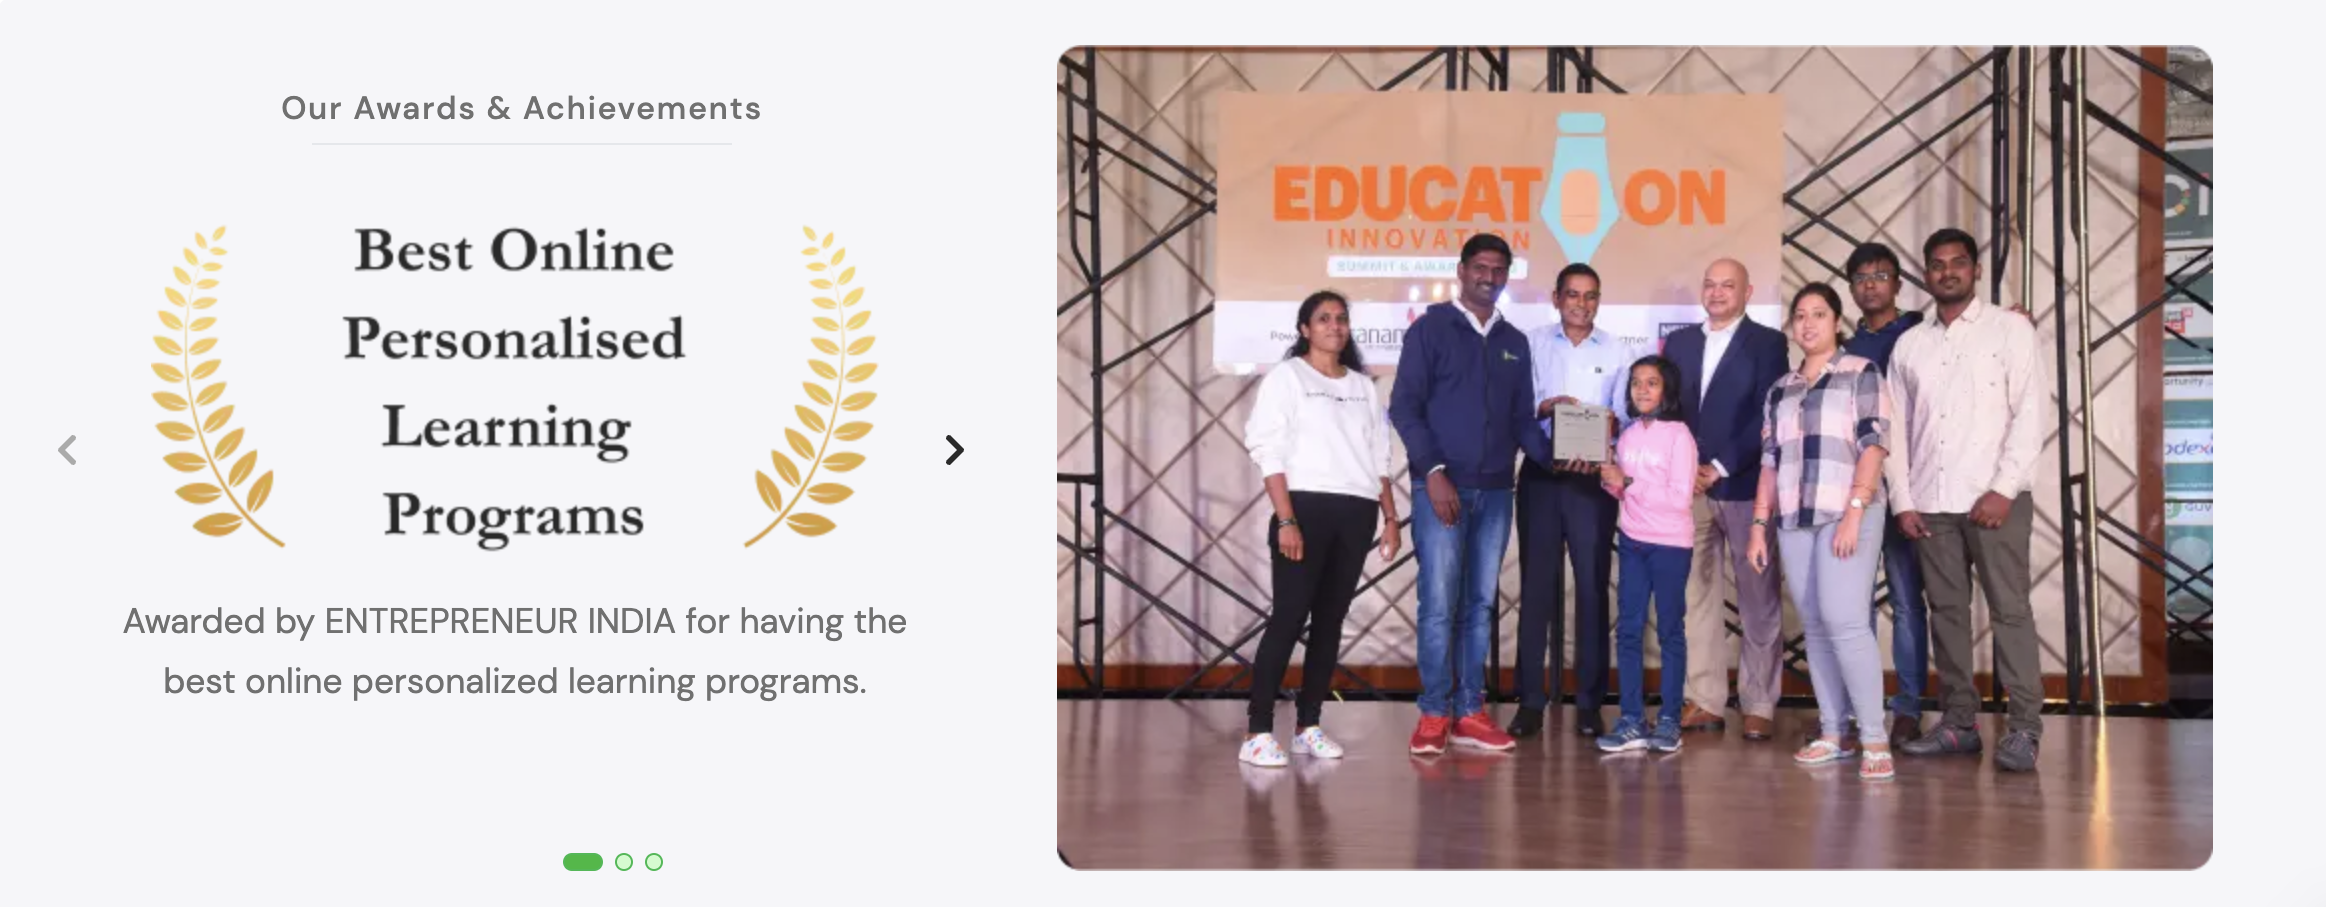 Our Awards & Achievements
Best Online
Personalised
Learning
Programs
Awarded by ENTREPRENEUR INDIA for having the
best online personalized learning programs.
EDUCATION
INNOVATION
SUMMIT &